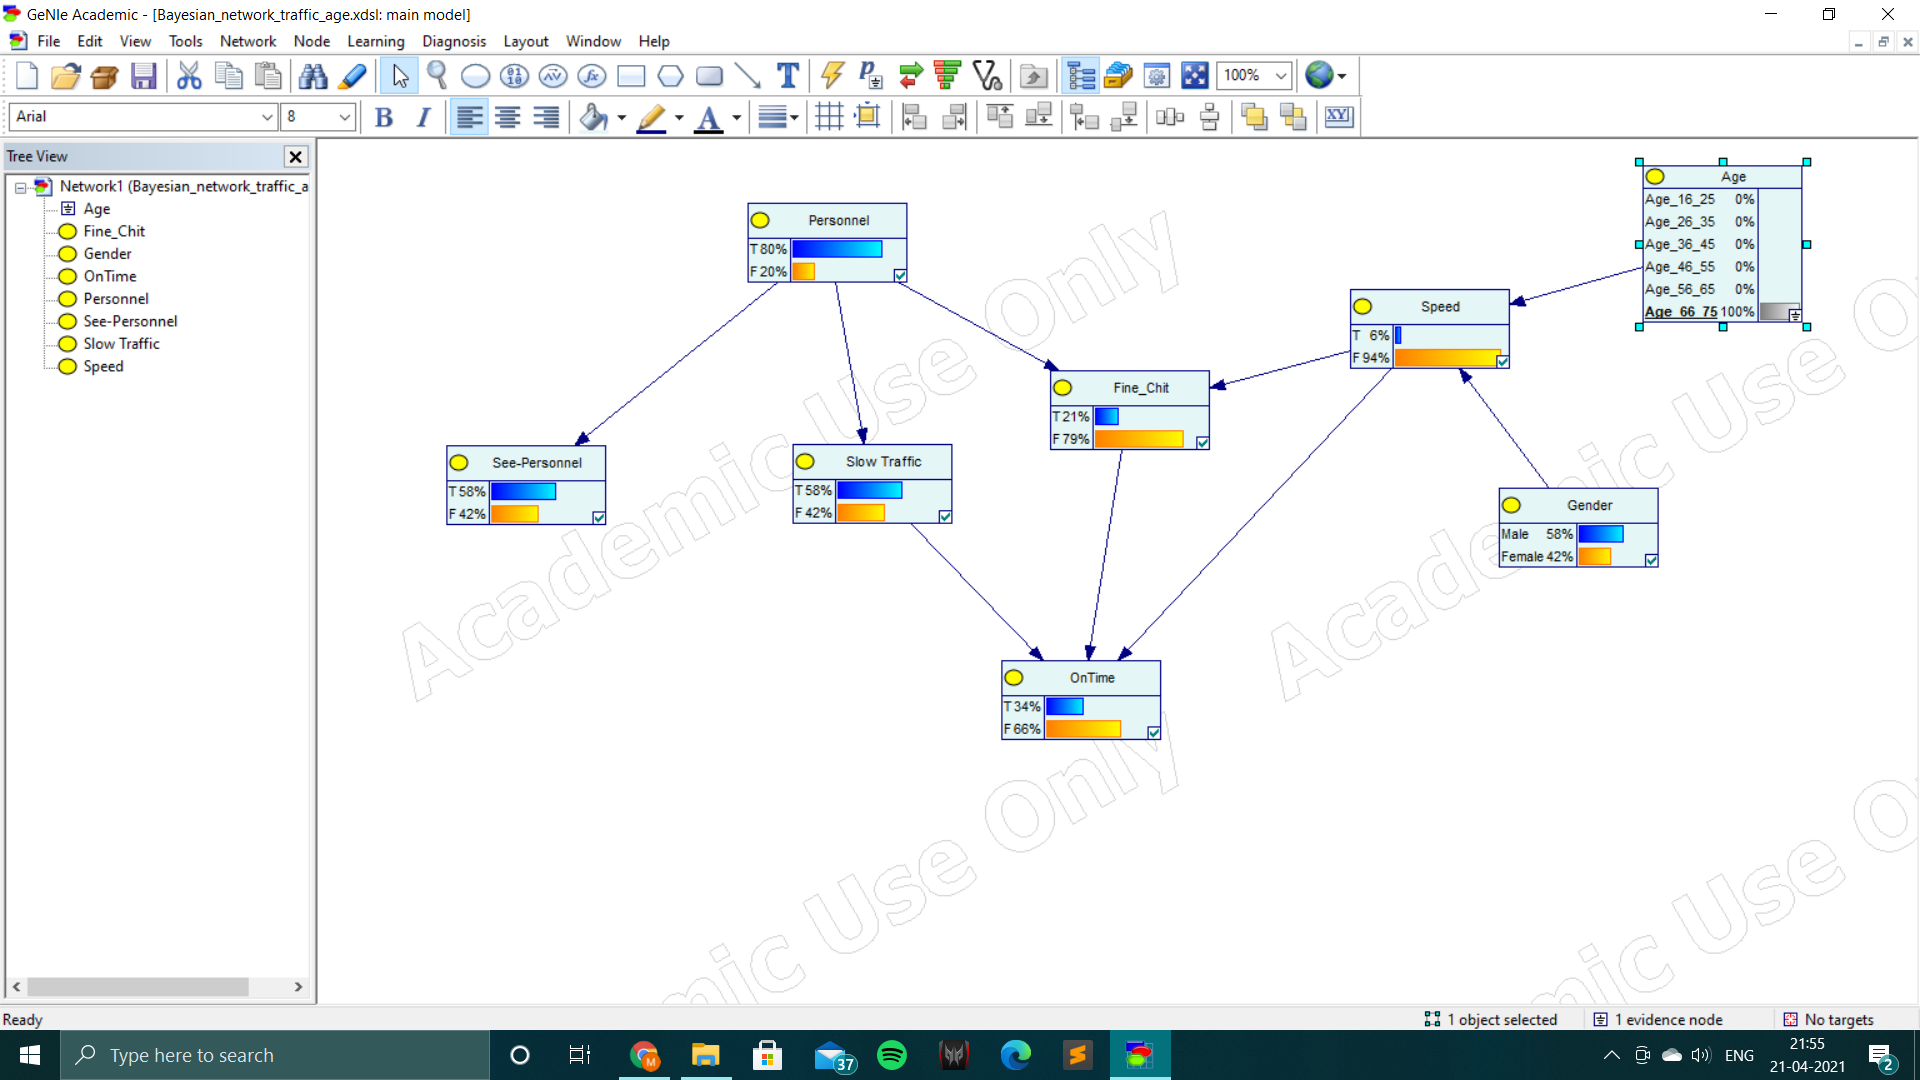 GeNIe Academic - [Bayesian_network_traffic_age.xdsl: main model]
File Edit View Tools Network Node Learning Diagnosis Layout Window Help
100%
Arial 8 B I A XY
Tree View
Network1 (Bayesian_network_traffic_a
Age
Fine_Chit
Gender
OnTime
Personnel
See-Personnel
Slow Traffic
Speed
Age
Age_16_25 0%
Age_26_35 0%
Age_36_45 0%
Age_46_55 0%
Age_56_65 0%
Age_66_75 100%
Personnel
T 80%
F 20%
Speed
T 6%
F 94%
Fine_Chit
T 21%
F 79%
See-Personnel
T 58%
F 42%
Slow Traffic
T 58%
F 42%
Gender
Male 58%
Female 42%
OnTime
T 34%
F 66%
Academic Use Only
Academic Use Only
Ready
1 object selected
1 evidence node
No targets
Type here to search
37
ENG
21:55
21-04-2021
2